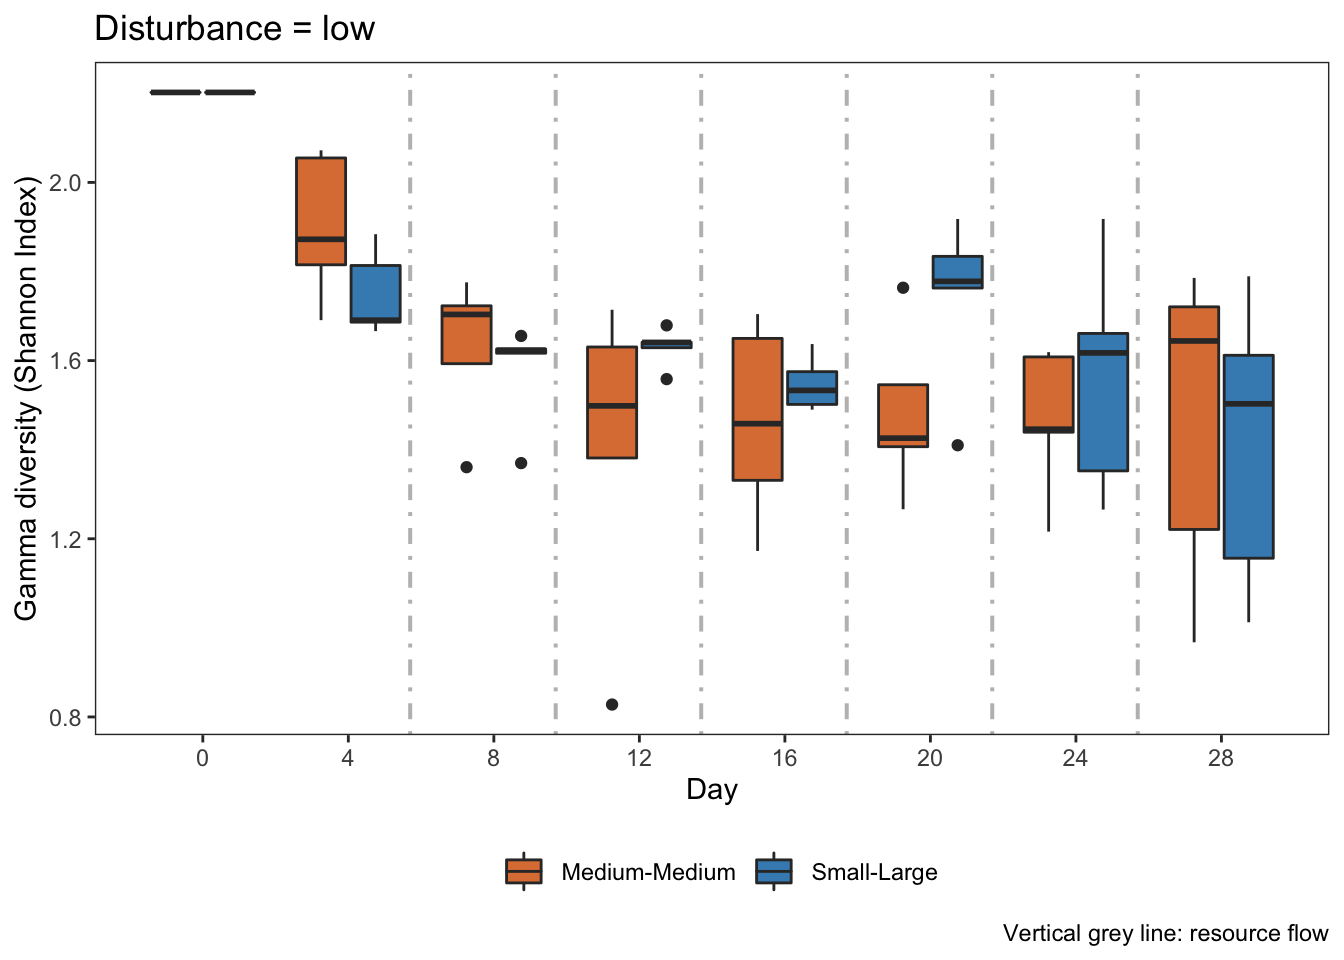 Disturbance = low
Gamma diversity (Shannon Index)
2.0
1.6
1.2
0.8
0 4 8 12 16 20 24 28
Day
Medium-Medium Small-Large
Vertical grey line: resource flow